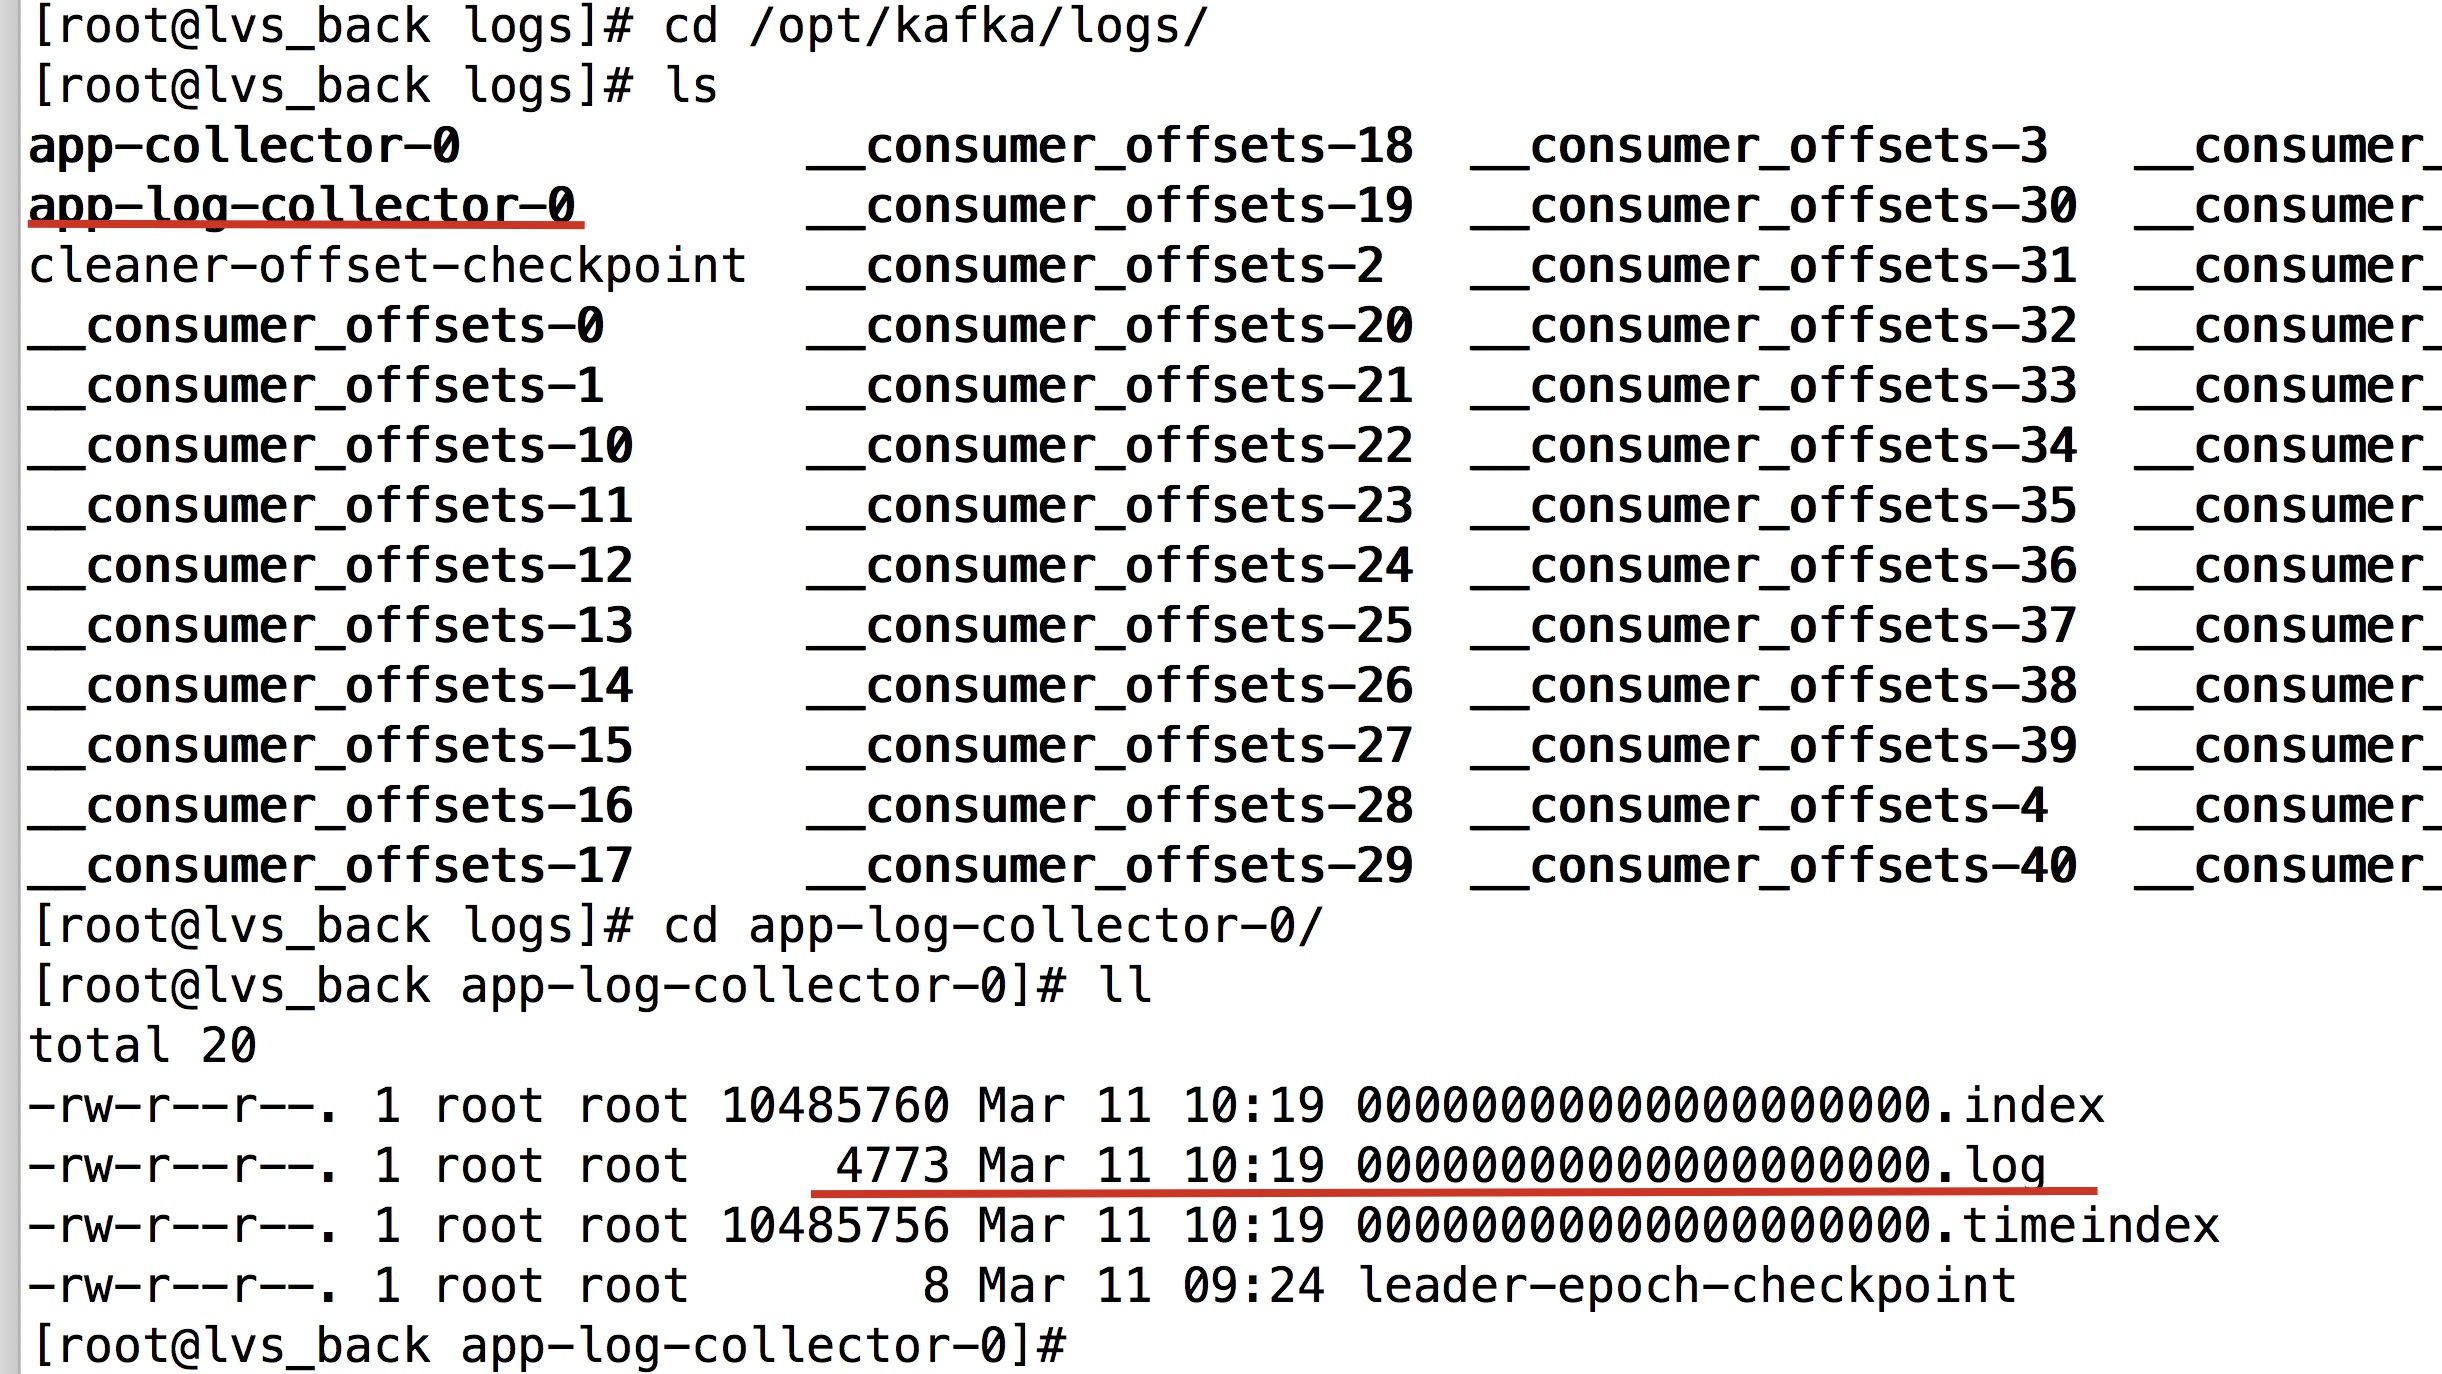 [root@lvs_back logs]# cd /opt/kafka/logs/
[root@lvs_back logs]# ls
app-collector-0 __consumer_offsets-18 __consumer_offsets-3 __consumer_
app-log-collector-0 __consumer_offsets-19 __consumer_offsets-30 __consumer_
cleaner-offset-checkpoint __consumer_offsets-2 __consumer_offsets-31 __consumer_
__consumer_offsets-0 __consumer_offsets-20 __consumer_offsets-32 __consumer_
__consumer_offsets-1 __consumer_offsets-21 __consumer_offsets-33 __consumer_
__consumer_offsets-10 __consumer_offsets-22 __consumer_offsets-34 __consumer_
__consumer_offsets-11 __consumer_offsets-23 __consumer_offsets-35 __consumer_
__consumer_offsets-12 __consumer_offsets-24 __consumer_offsets-36 __consumer_
__consumer_offsets-13 __consumer_offsets-25 __consumer_offsets-37 __consumer_
__consumer_offsets-14 __consumer_offsets-26 __consumer_offsets-38 __consumer_
__consumer_offsets-15 __consumer_offsets-27 __consumer_offsets-39 __consumer_
__consumer_offsets-16 __consumer_offsets-28 __consumer_offsets-4 __consumer_
__consumer_offsets-17 __consumer_offsets-29 __consumer_offsets-40 __consumer_
[root@lvs_back logs]# cd app-log-collector-0/
[root@lvs_back app-log-collector-0]# ll
total 20
-rw-r--r--. 1 root root 10485760 Mar 11 10:19 00000000000000000000.index
-rw-r--r--. 1 root root 4773 Mar 11 10:19 00000000000000000000.log
-rw-r--r--. 1 root root 10485756 Mar 11 10:19 00000000000000000000.timeindex
-rw-r--r--. 1 root root 8 Mar 11 09:24 leader-epoch-checkpoint
[root@lvs_back app-log-collector-0]#